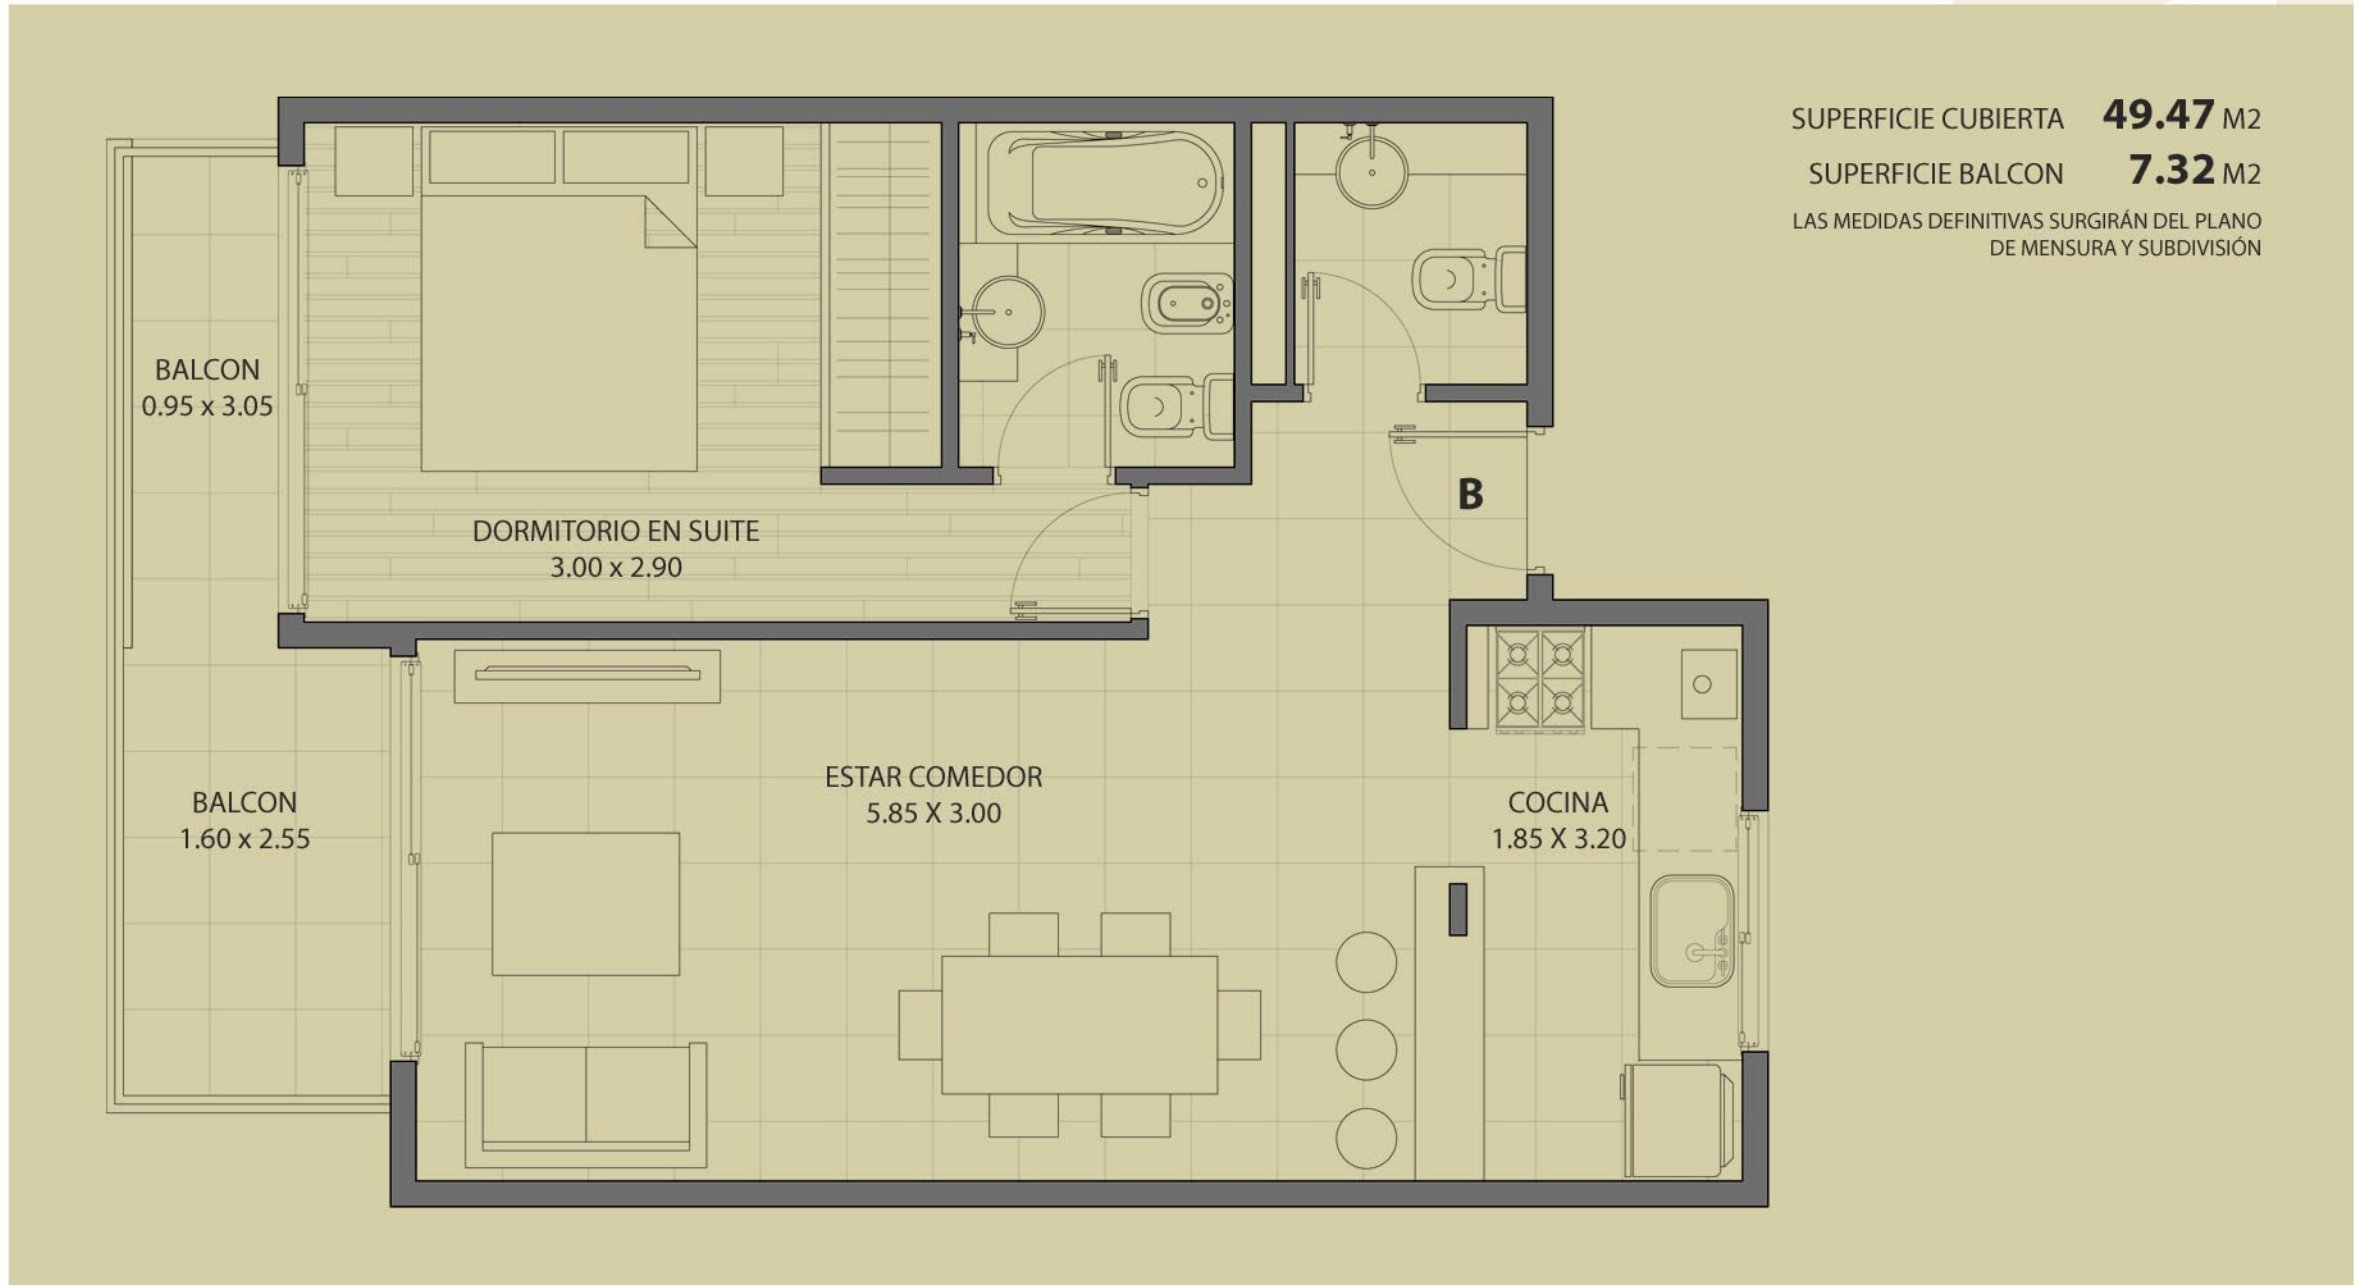 SUPERFICIE CUBIERTA 49.47 M2
SUPERFICIE BALCON 7.32 M2
LAS MEDIDAS DEFINITIVAS SURGIRÁN DEL PLANO
DE MENSURA Y SUBDIVISIÓN
BALCON
0.95 x 3.05
B
DORMITORIO EN SUITE
3.00 x 2.90
ESTAR COMEDOR
5.85 X 3.00
BALCON
1.60 x 2.55
COCINA
1.85 X 3.20